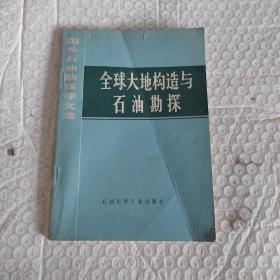 国外石油勘探译文选
全球大地构造与
石油勘探
石油化学工业出版社